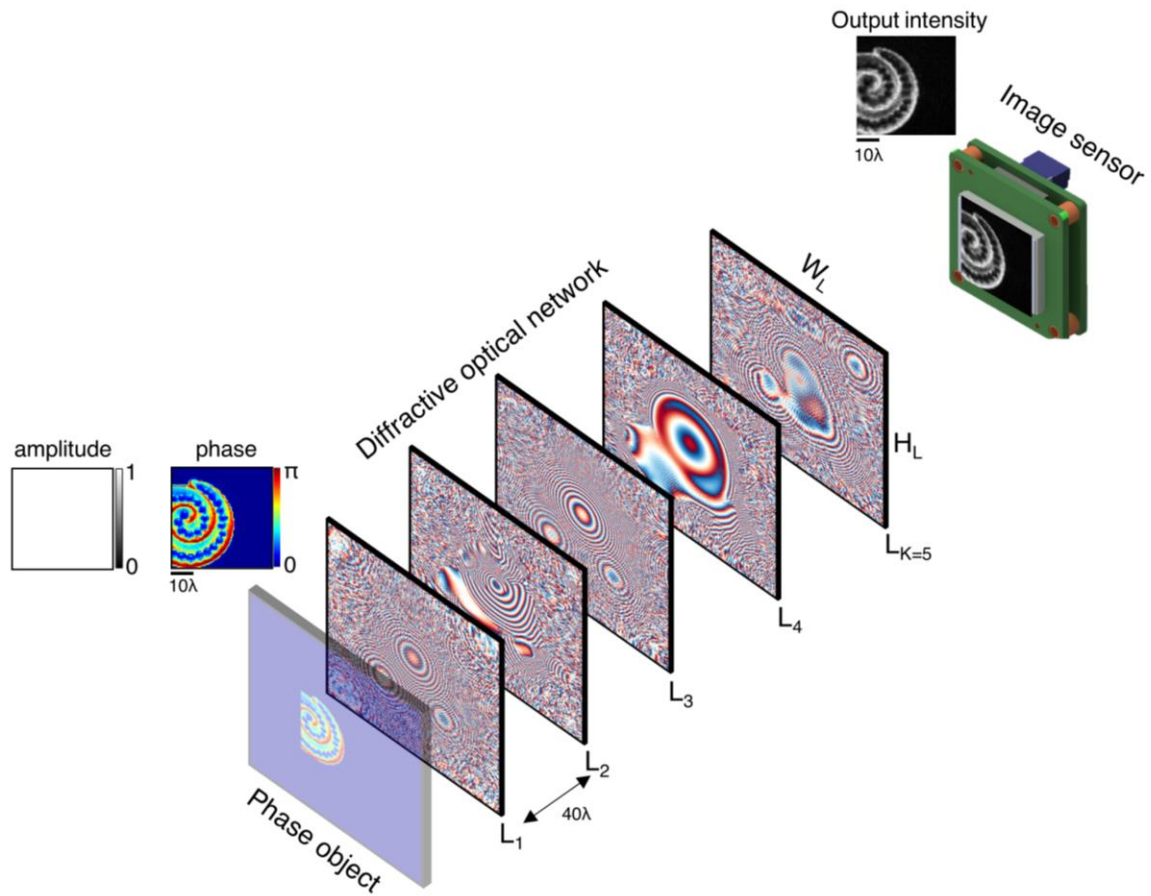 Output intensity
10λ
Image sensor
W_L
Diffractive optical network
H_L
L_K=5
amplitude
1
0
phase
π
0
10λ
L_4
L_3
L_2
40λ
L_1
Phase object